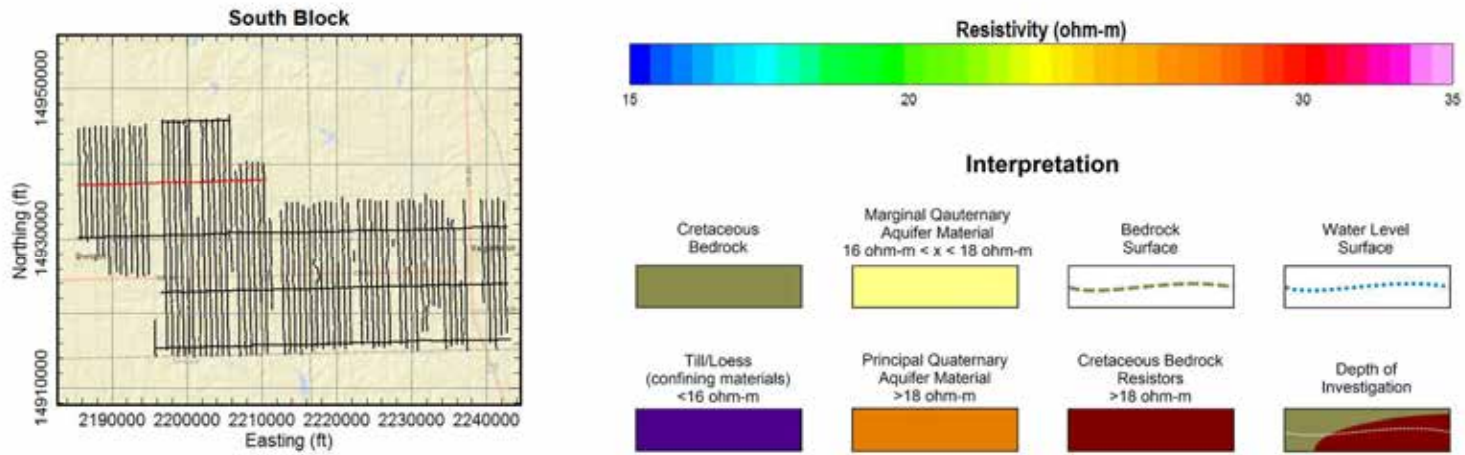 South Block
14950000
14930000
14910000
Northing (ft)
2190000 2200000 2210000 2220000 2230000 2240000
Easting (ft)
Resistivity (ohm-m)
15 20 30 35
Interpretation
Cretaceous
Bedrock
Marginal Qauternary
Aquifer Material
16 ohm-m < x < 18 ohm-m
Bedrock
Surface
Water Level
Surface
Till/Loess
(confining materials)
<16 ohm-m
Principal Quaternary
Aquifer Material
>18 ohm-m
Cretaceous Bedrock
Resistors
>18 ohm-m
Depth of
Investigation